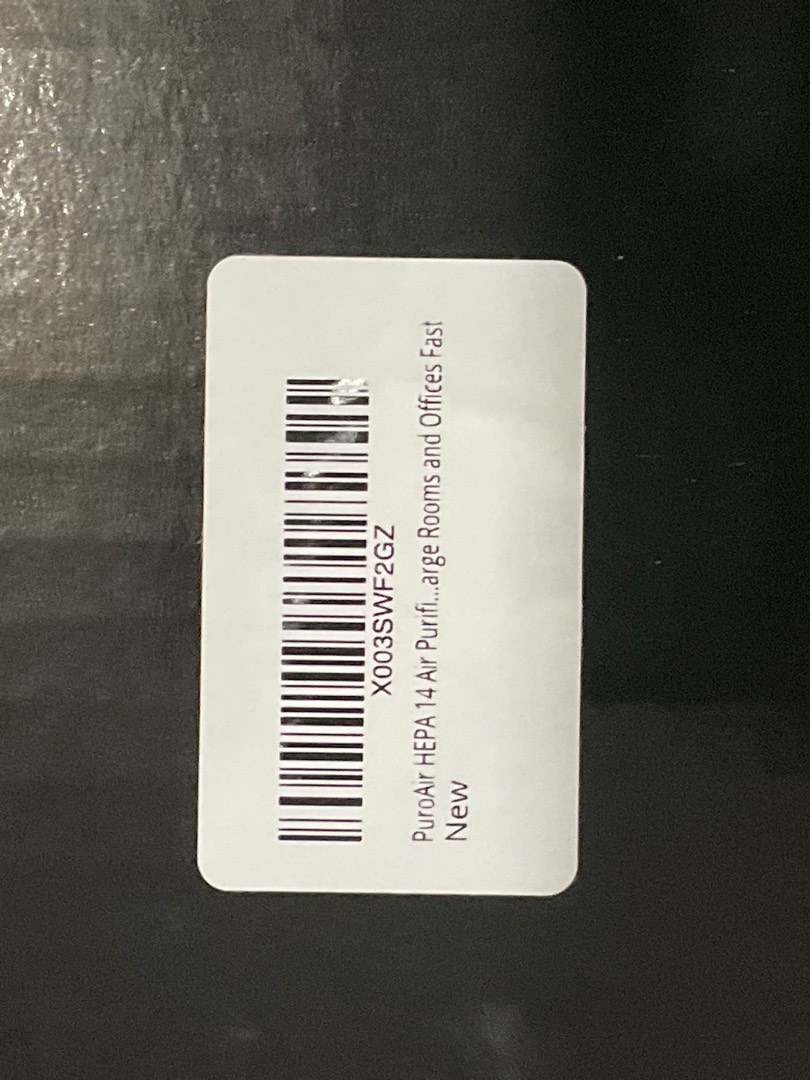 X003SWF2GZ
PuroAir HEPA 14 Air Purifi...arge Rooms and Offices Fast
New